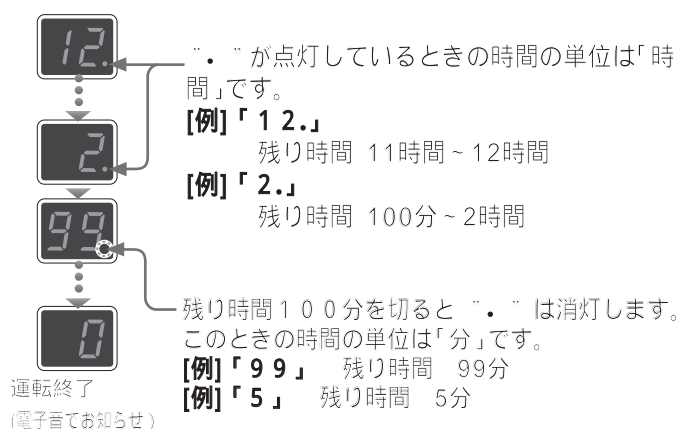 12.
"．"が点灯しているときの時間の単位は「時
間」です。
[例]「１２.」
残り時間 11時間~12時間
2.
[例]「２.」
残り時間 100分~2時間
99
残り時間１００分を切ると "．" は消灯します。
このときの時間の単位は「分」です。
[例]「９９」 残り時間 99分
[例]「５」 残り時間 5分
0
運転終了
(電子音てお知らせ)